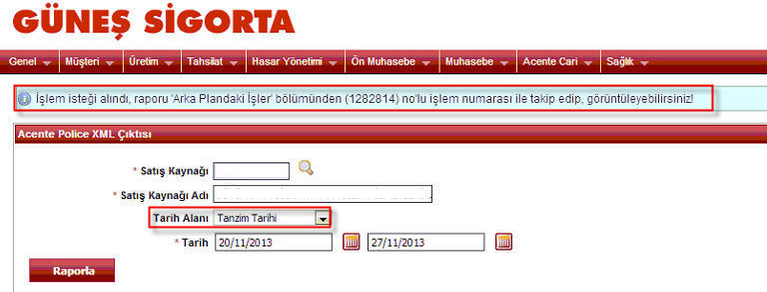 GÜNEŞ SİGORTA
Genel Müşteri Üretim Tahsilat Hasar Yönetimi Ön Muhasebe Muhasebe Acente Cari Sağlık
İşlem isteği alındı, raporu 'Arka Plandaki İşler' bölümünden (1282814) no'lu işlem numarası ile takip edip, görüntüleyebilirsiniz!
Acente Police XML Çıktısı
* Satış Kaynağı
* Satış Kaynağı Adı
Tarih Alanı Tanzim Tarihi
* Tarih 20/11/2013 27/11/2013
Raporla